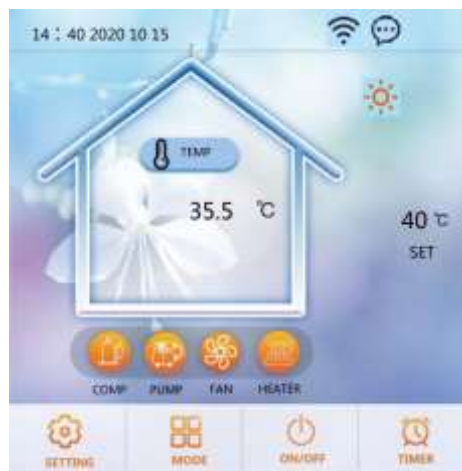 14 : 40 2020 10 15
TEMP
35.5 ℃
40 ℃
SET
COMP PUMP FAN HEATER
SETTING MODE ON/OFF TIMER